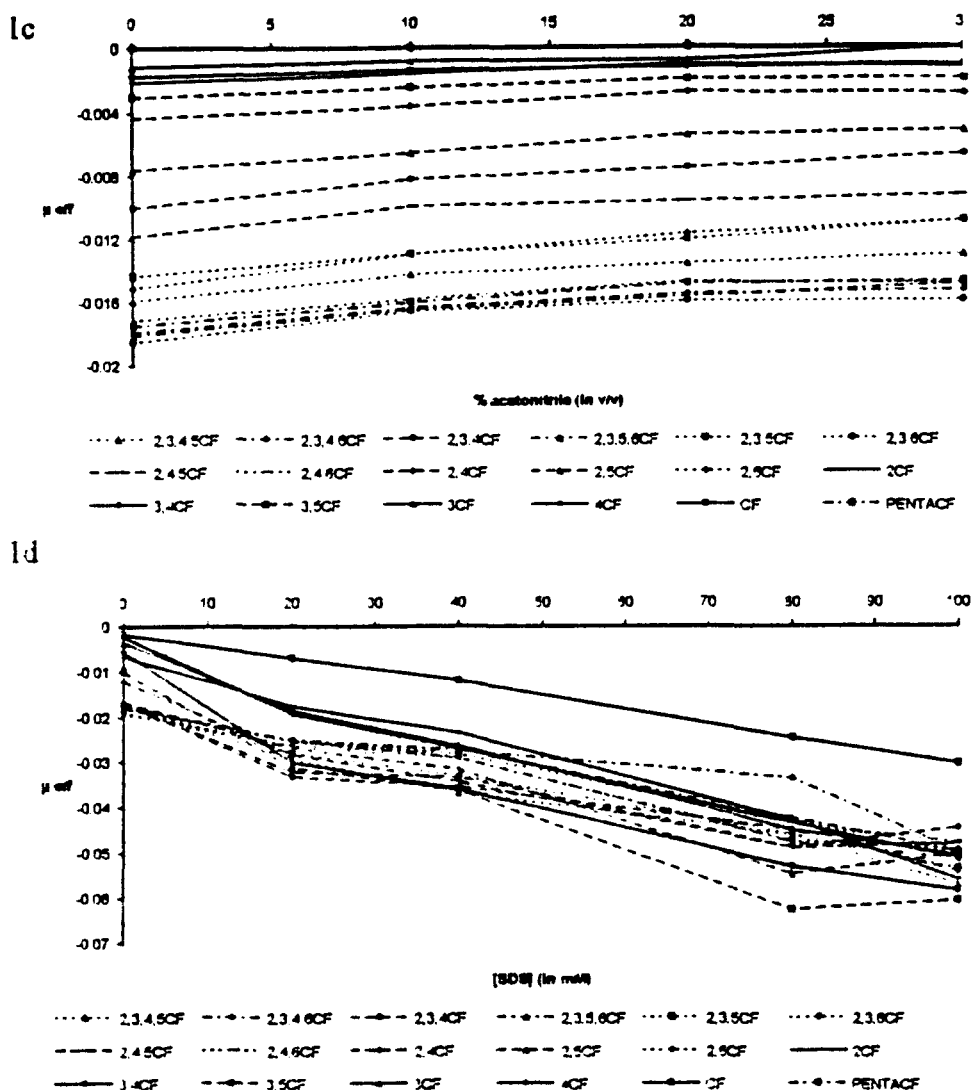 1c
0 5 10 15 20 25 3
0
-0.004
-0.008
-0.012
-0.016
-0.02
μ eff
% acetonitrile (in v/v)
2,3,4,5CF 2,3,4,6CF 2,3,4CF 2,3,5,6CF 2,3,5CF 2,3,6CF
2,4,5CF 2,4,6CF 2,4CF 2,5CF 2,6CF 2CF
3,4CF 3,5CF 3CF 4CF CF PENTACF
1d
0 10 20 30 40 50 60 70 80 90 100
0
-0.01
-0.02
-0.03
-0.04
-0.05
-0.06
-0.07
μ eff
[SDS] (in mM)
2,3,4,5CF 2,3,4,6CF 2,3,4CF 2,3,5,6CF 2,3,5CF 2,3,6CF
2,4,5CF 2,4,6CF 2,4CF 2,5CF 2,6CF 2CF
3,4CF 3,5CF 3CF 4CF CF PENTACF